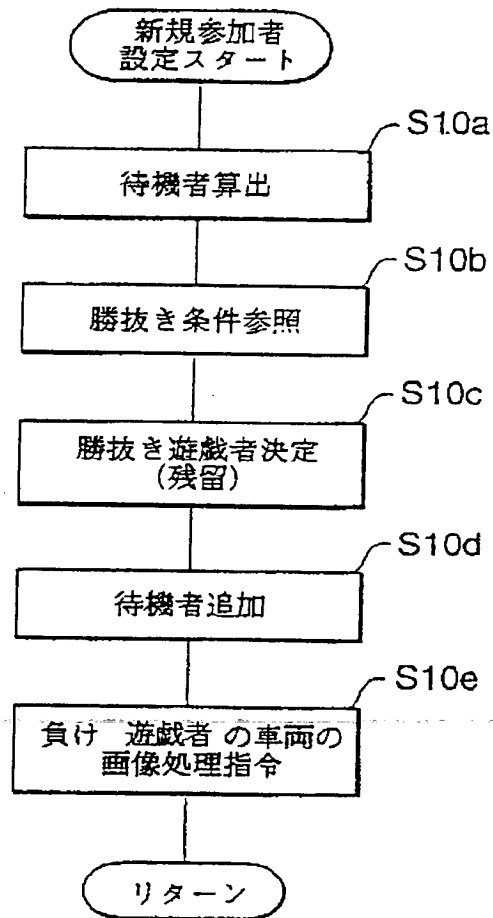 新規参加者
設定スタート
S10a
待機者算出
S10b
勝抜き条件参照
S10c
勝抜き遊戯者決定
(残留)
S10d
待機者追加
S10e
負け 遊戯者 の車両の
画像処理指令
リターン